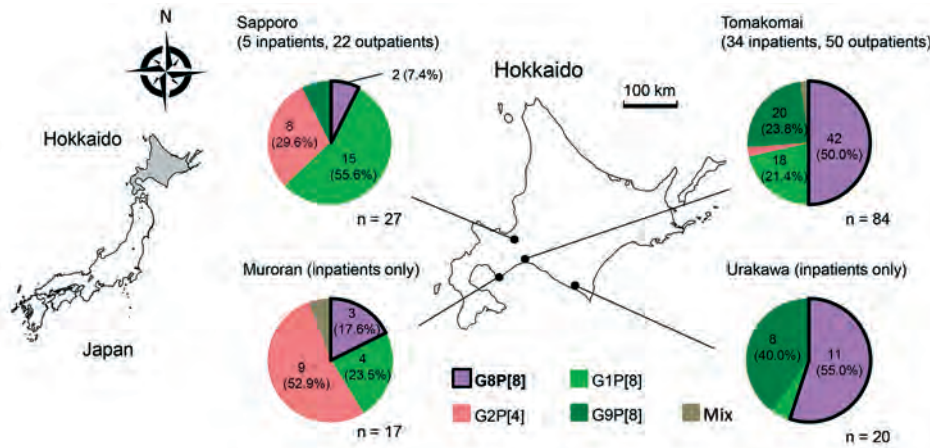 N
Hokkaido
Japan
Sapporo
(5 inpatients, 22 outpatients)
2 (7.4%)
8
(29.6%)
15
(55.6%)
n = 27
Hokkaido
100 km
Tomakomai
(34 inpatients, 50 outpatients)
20
(23.8%)
42
(50.0%)
18
(21.4%)
n = 84
Muroran (inpatients only)
3
(17.6%)
4
(23.5%)
9
(52.9%)
n = 17
Urakawa (inpatients only)
8
(40.0%)
11
(55.0%)
n = 20
G8P[8]
G1P[8]
G2P[4]
G9P[8]
Mix